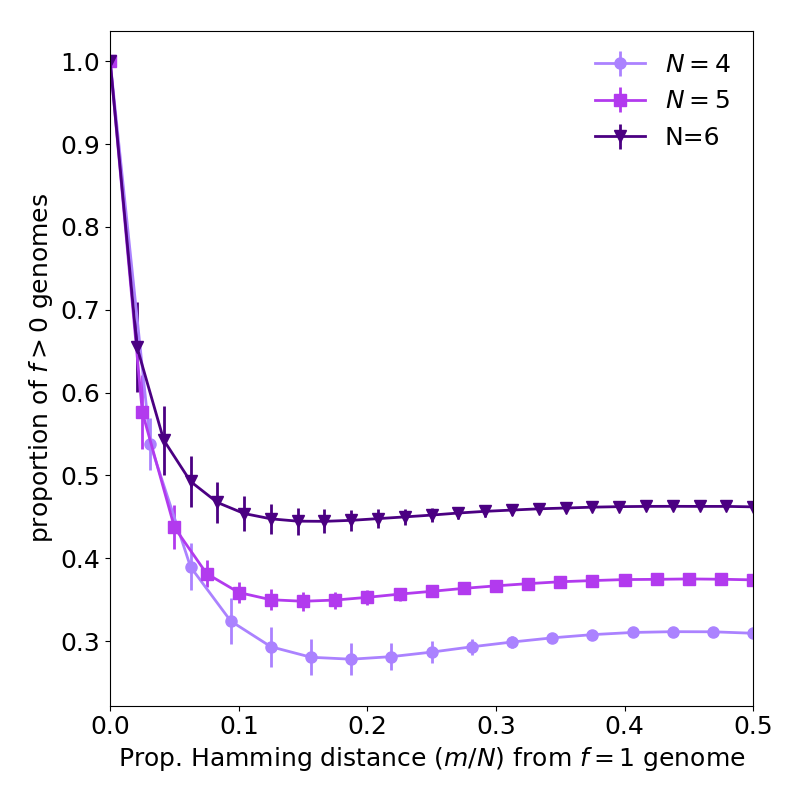 N = 4
N = 5
N=6
1.0
0.9
0.8
0.7
0.6
0.5
0.4
0.3
proportion of f > 0 genomes
0.0 0.1 0.2 0.3 0.4 0.5
Prop. Hamming distance (m/N) from f = 1 genome